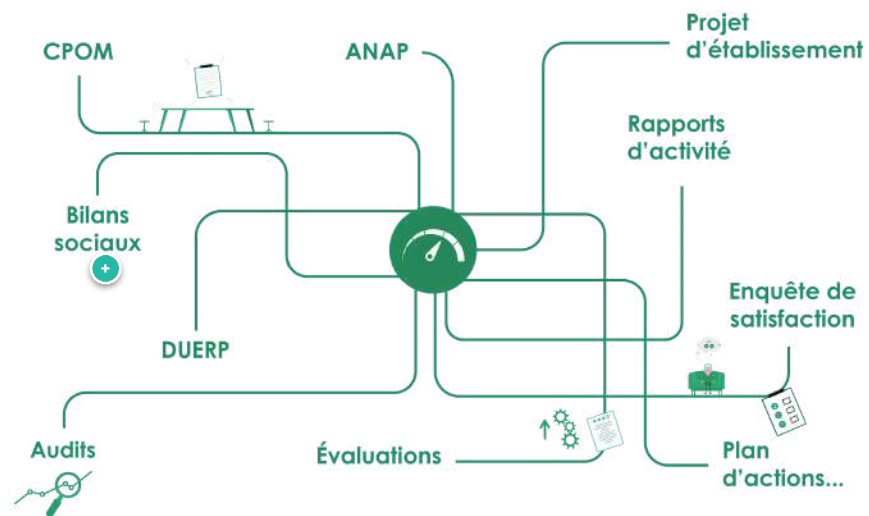 CPOM
ANAP
Projet
d'établissement
Rapports
d'activité
Bilans
sociaux
+
Enquête de
satisfaction
DUERP
Audits
Évaluations
Plan
d'actions...